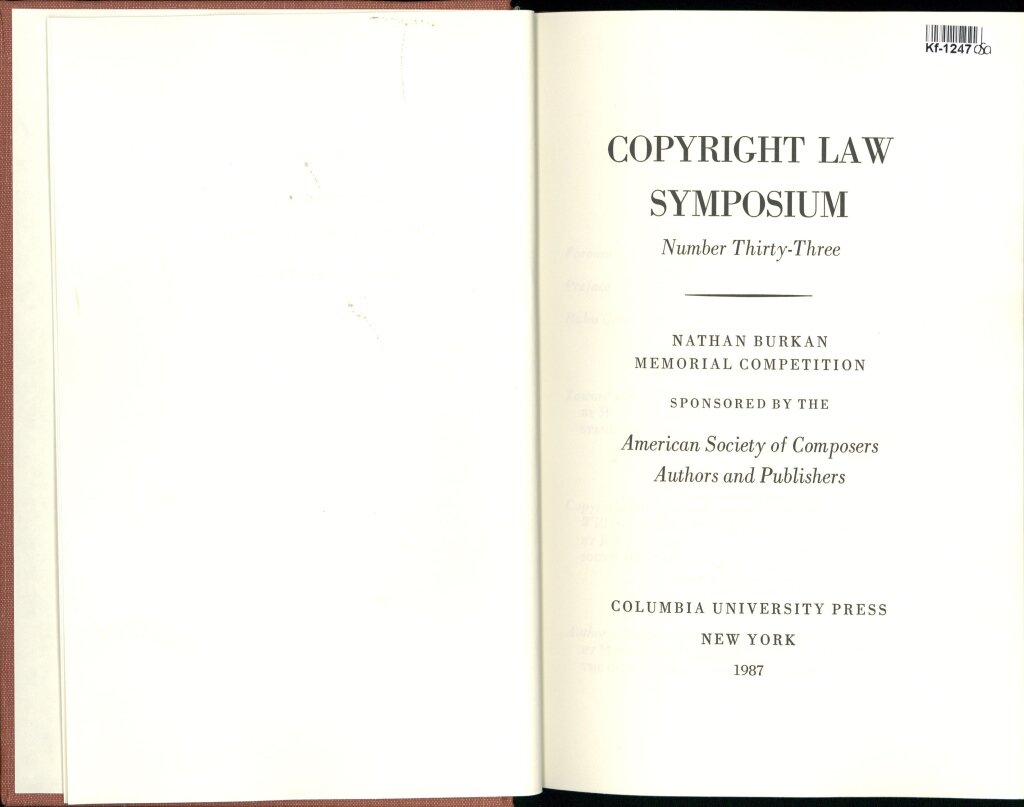 Kf-1247
COPYRIGHT LAW
SYMPOSIUM
Number Thirty-Three
NATHAN BURKAN
MEMORIAL COMPETITION
SPONSORED BY THE
American Society of Composers
Authors and Publishers
COLUMBIA UNIVERSITY PRESS
NEW YORK
1987